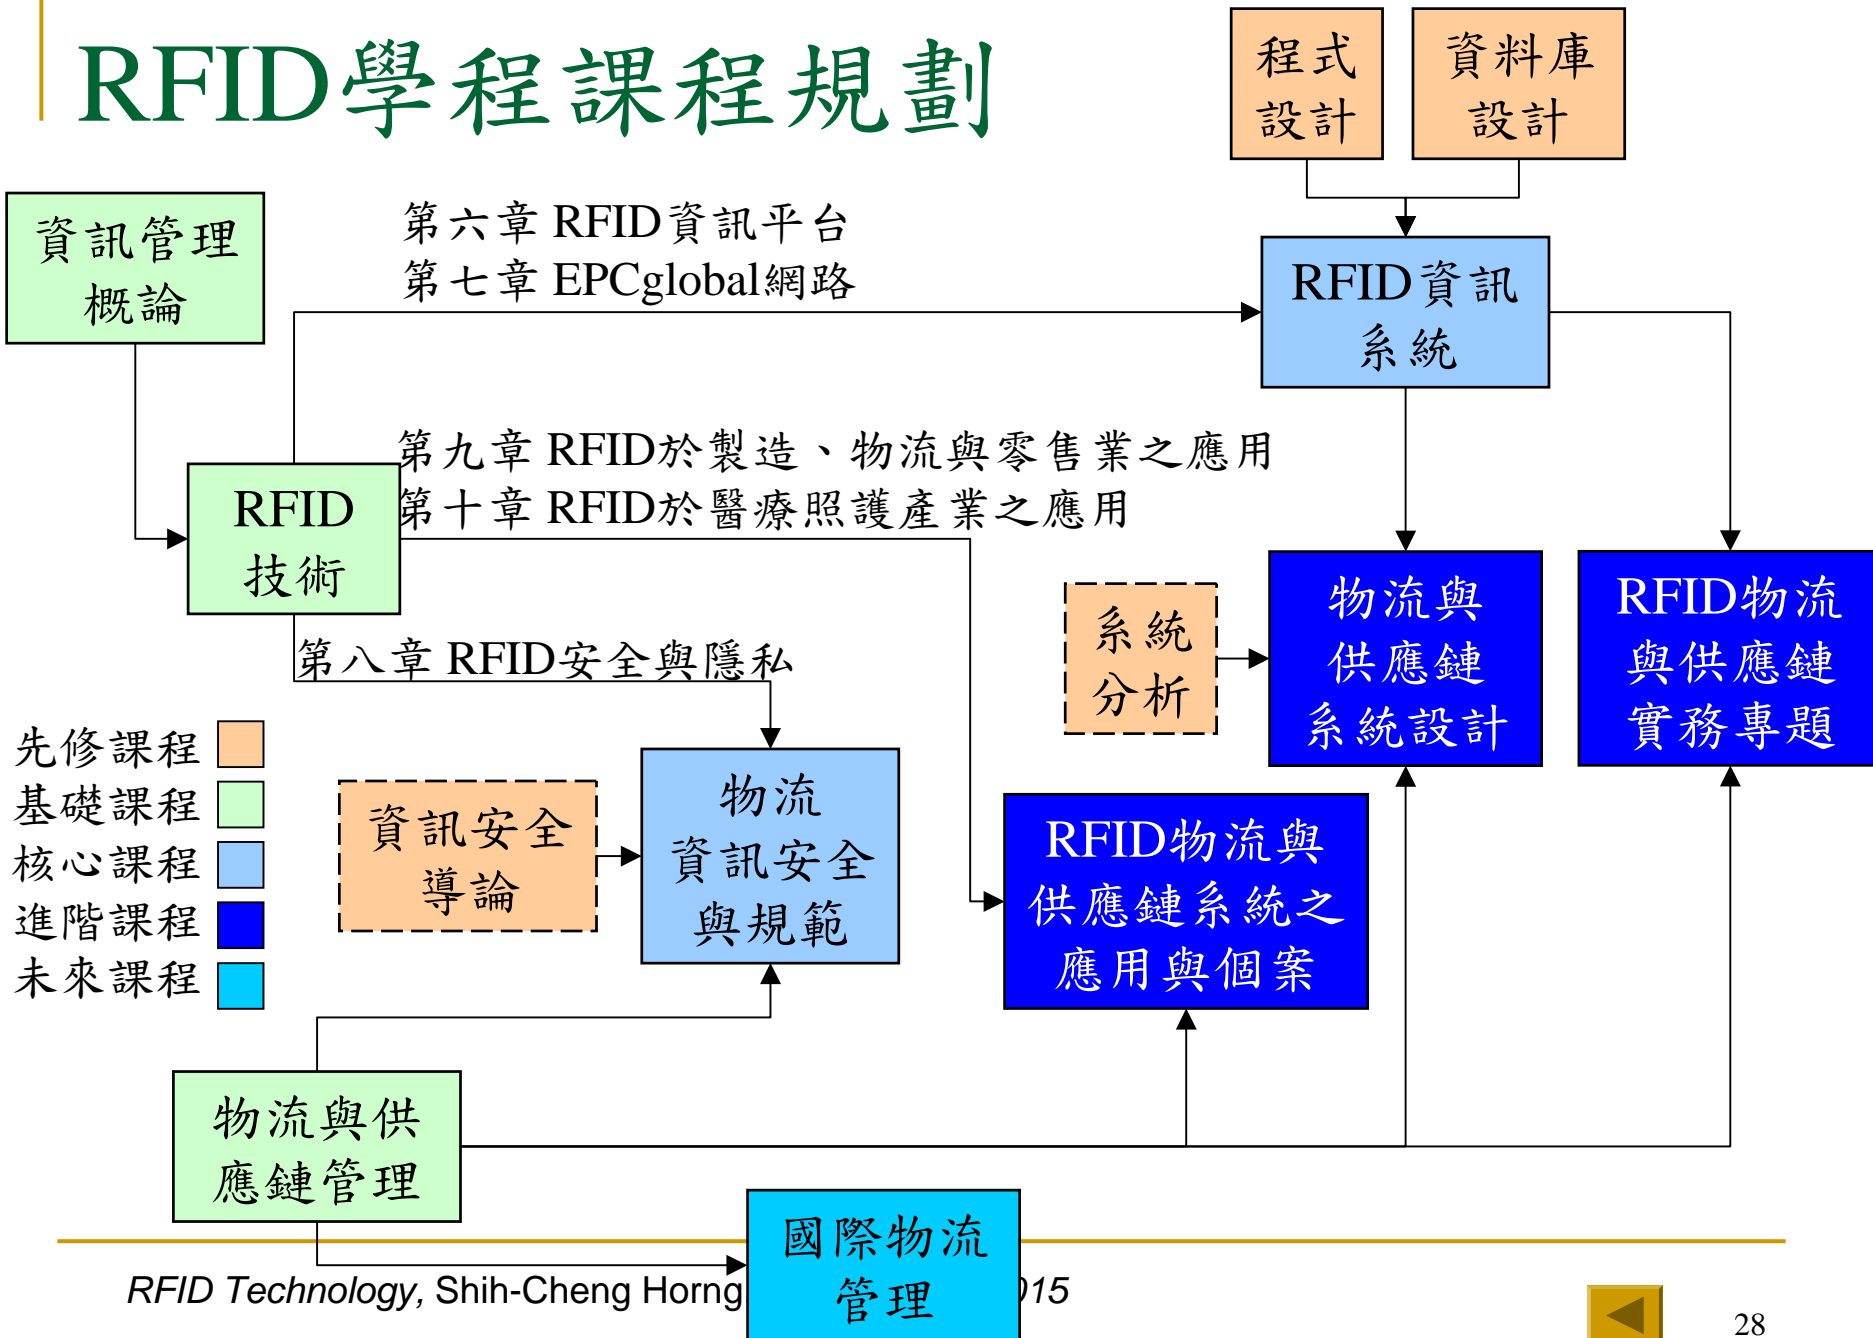 RFID學程課程規劃
程式
設計
資料庫
設計
資訊管理
概論
第六章 RFID資訊平台
第七章 EPCglobal網路
RFID資訊
系統
第九章 RFID於製造、物流與零售業之應用
第十章 RFID於醫療照護產業之應用
RFID
技術
第八章 RFID安全與隱私
系統
分析
物流與
供應鏈
系統設計
RFID物流
與供應鏈
實務專題
先修課程
基礎課程
核心課程
進階課程
未來課程
資訊安全
導論
物流
資訊安全
與規範
RFID物流與
供應鏈系統之
應用與個案
物流與供
應鏈管理
國際物流
管理
RFID Technology, Shih-Cheng Horng
15
28